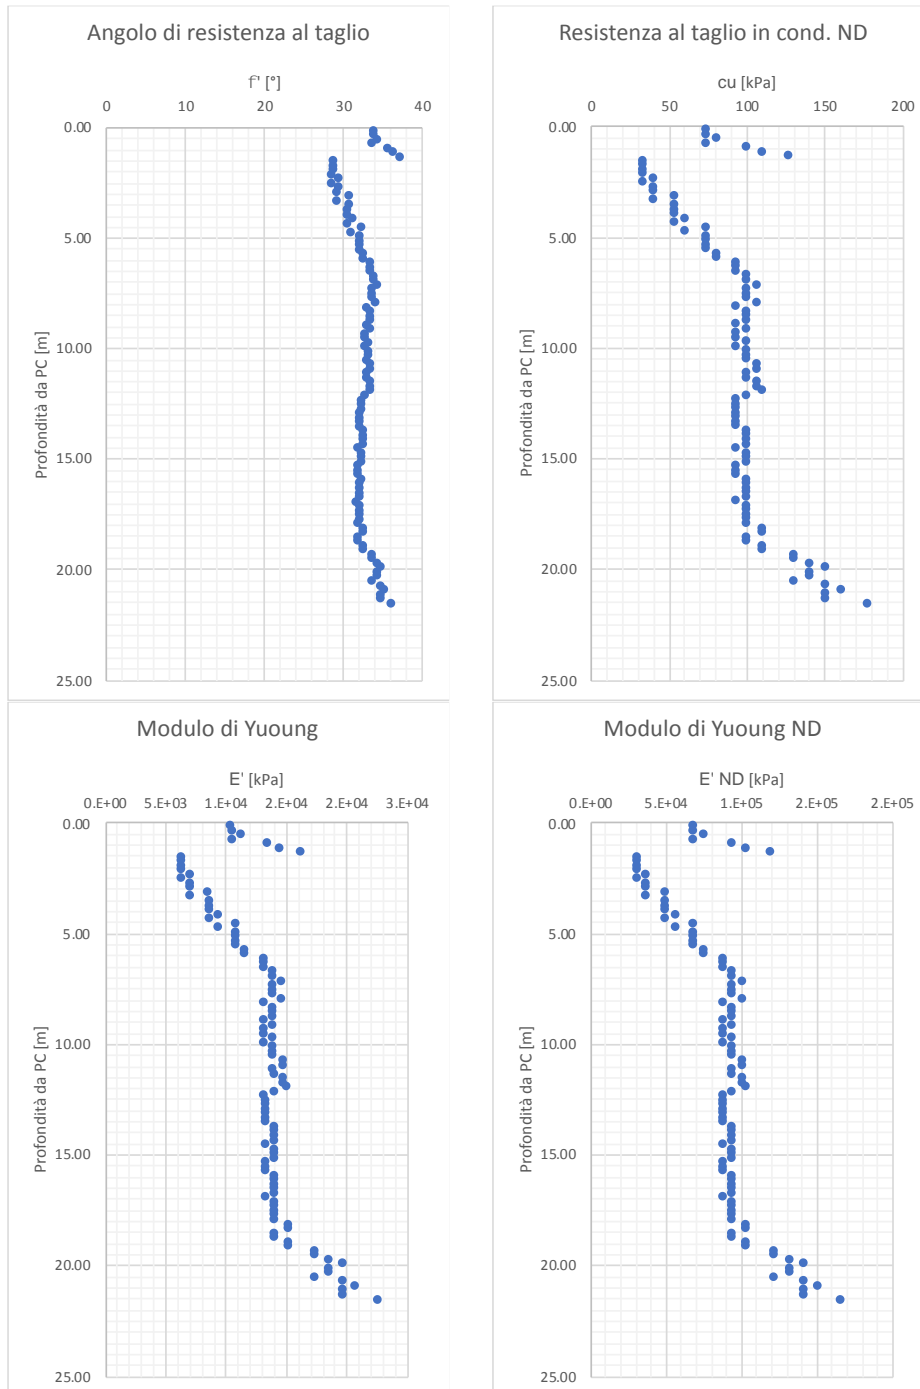 Angolo di resistenza al taglio
f' [°]
0 10 20 30 40
0.00
5.00
10.00
15.00
20.00
25.00
Profondità da PC [m]
Resistenza al taglio in cond. ND
cu [kPa]
0 50 100 150 200
0.00
5.00
10.00
15.00
20.00
25.00
Profondità da PC [m]
Modulo di Yuoung
E' [kPa]
0.E+00 5.E+03 1.E+04 2.E+04 2.E+04 3.E+04
0.00
5.00
10.00
15.00
20.00
25.00
Profondità da PC [m]
Modulo di Yuoung ND
E' ND [kPa]
0.E+00 5.E+04 1.E+05 2.E+05 2.E+05
0.00
5.00
10.00
15.00
20.00
25.00
Profondità da PC [m]